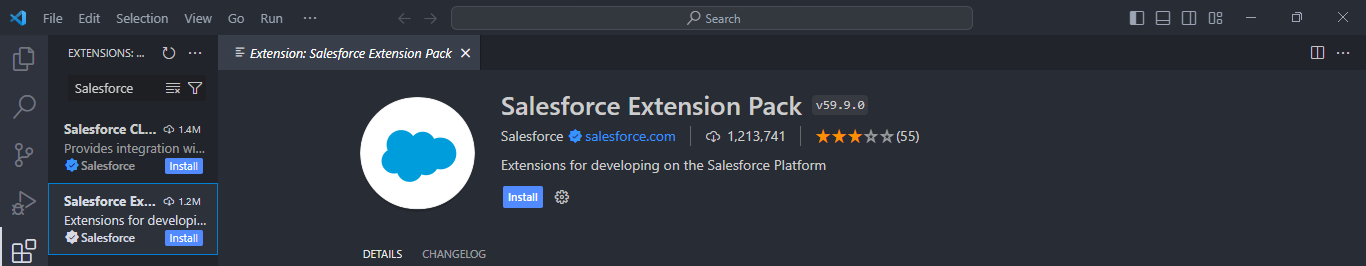 File Edit Selection View Go Run ···
Search
EXTENSIONS: ... ···
Salesforce
Salesforce CL... 1.4M
Provides integration wi...
Salesforce Install
Salesforce Ex... 1.2M
Extensions for developi...
Salesforce Install
Extension: Salesforce Extension Pack
···
Salesforce Extension Pack v59.9.0
Salesforce salesforce.com 1,213,741 (55)
Extensions for developing on the Salesforce Platform
Install
DETAILS CHANGELOG